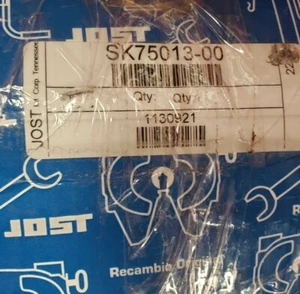 JOST
SK75013-00
Qty: Qty:
1130921
JOST Int Corp. Tennessee
22
JOST
Recambio Original